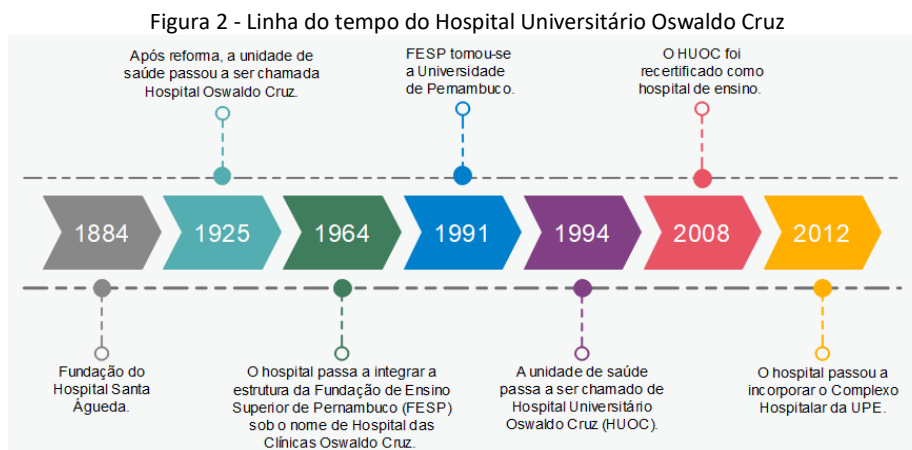 Figura 2 - Linha do tempo do Hospital Universitário Oswaldo Cruz
Após reforma, a unidade de
saúde passou a ser chamada
Hospital Oswaldo Cruz.
FESP tornou-se
a Universidade
de Pernambuco.
O HUOC foi
recertificado como
hospital de ensino.
1884
1925
1964
1991
1994
2008
2012
Fundação do
Hospital Santa
Águeda.
O hospital passa a integrar a
estrutura da Fundação de Ensino
Superior de Pernambuco (FESP)
sob o nome de Hospital das
Clínicas Oswaldo Cruz.
A unidade de saúde
passa a ser chamado de
Hospital Universitário
Oswaldo Cruz (HUOC).
O hospital passou a
incorporar o Complexo
Hospitalar da UPE.